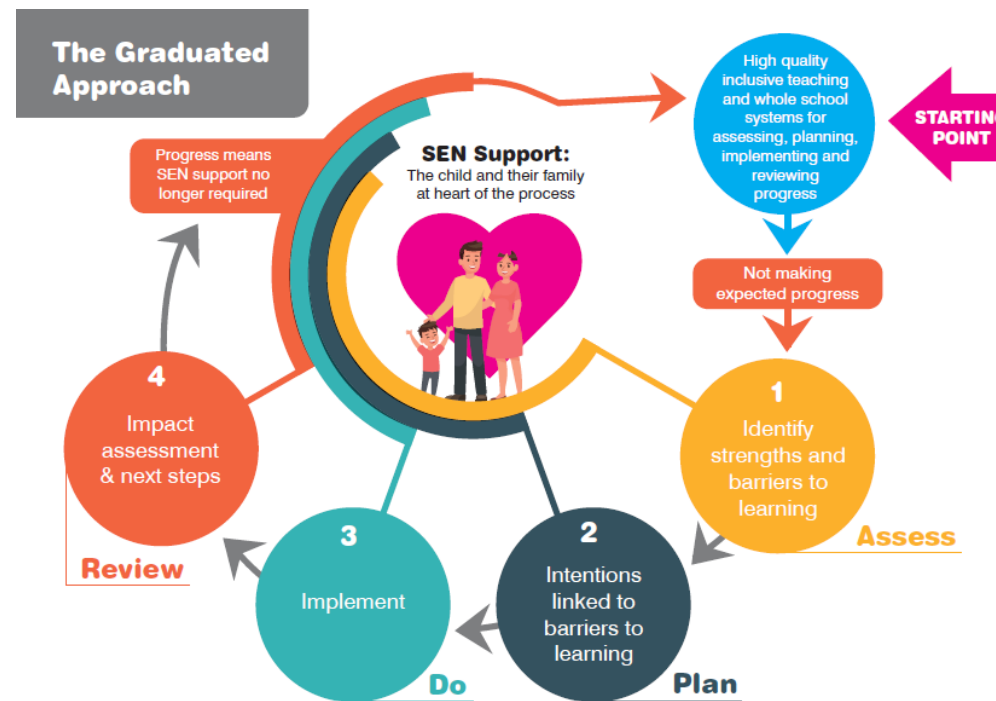 The Graduated
Approach
STARTING
POINT
High quality
inclusive teaching
and whole school
systems for
assessing, planning,
implementing and
reviewing
progress
Not making
expected progress
SEN Support:
The child and their family
at heart of the process
1
Identify
strengths and
barriers to
learning
Assess
2
Intentions
linked to
barriers to
learning
Plan
3
Implement
Do
4
Impact
assessment
& next steps
Review
Progress means
SEN support no
longer required